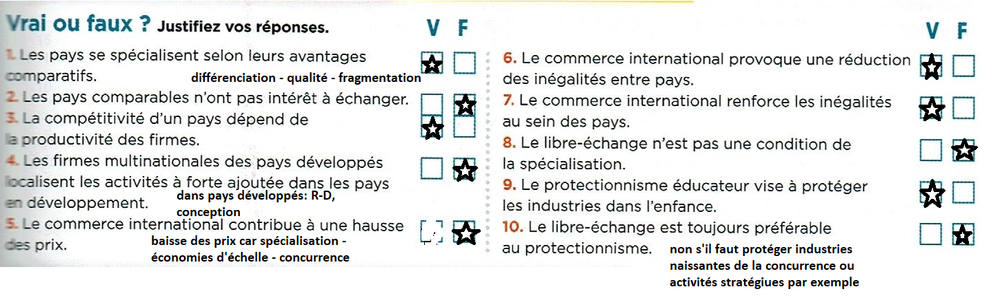 Vrai ou faux ? Justifiez vos réponses. V F
1. Les pays se spécialisent selon leurs avantages
comparatifs.
différenciation - qualité - fragmentation
2. Les pays comparables n'ont pas intérêt à échanger.
3. La compétitivité d'un pays dépend de
la productivité des firmes.
4. Les firmes multinationales des pays développés
localisent les activités à forte ajoutée dans les pays
en développement.
dans pays développés: R-D,
conception
5. Le commerce international contribue à une hausse
des prix.
baisse des prix car spécialisation -
économies d'échelle - concurrence
V F
6. Le commerce international provoque une réduction
des inégalités entre pays.
7. Le commerce international renforce les inégalités
au sein des pays.
8. Le libre-échange n'est pas une condition de
la spécialisation.
9. Le protectionnisme éducateur vise à protéger
les industries dans l'enfance.
10. Le libre-échange est toujours préférable
au protectionnisme.
non s'il faut protéger industries
naissantes de la concurrence ou
activités stratégiues par exemple